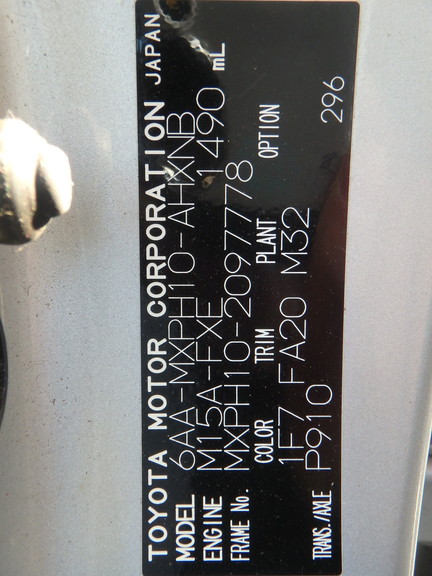 TOYOTA MOTOR CORPORATION JAPAN
MODEL 6AA-MXPH10-AHXNB
ENGINE M15A-FXE 1490 mL
FRAME No. MXPH10-2097778
COLOR TRIM PLANT OPTION
1F7 FA20 M32 296
TRANS./AXLE P910